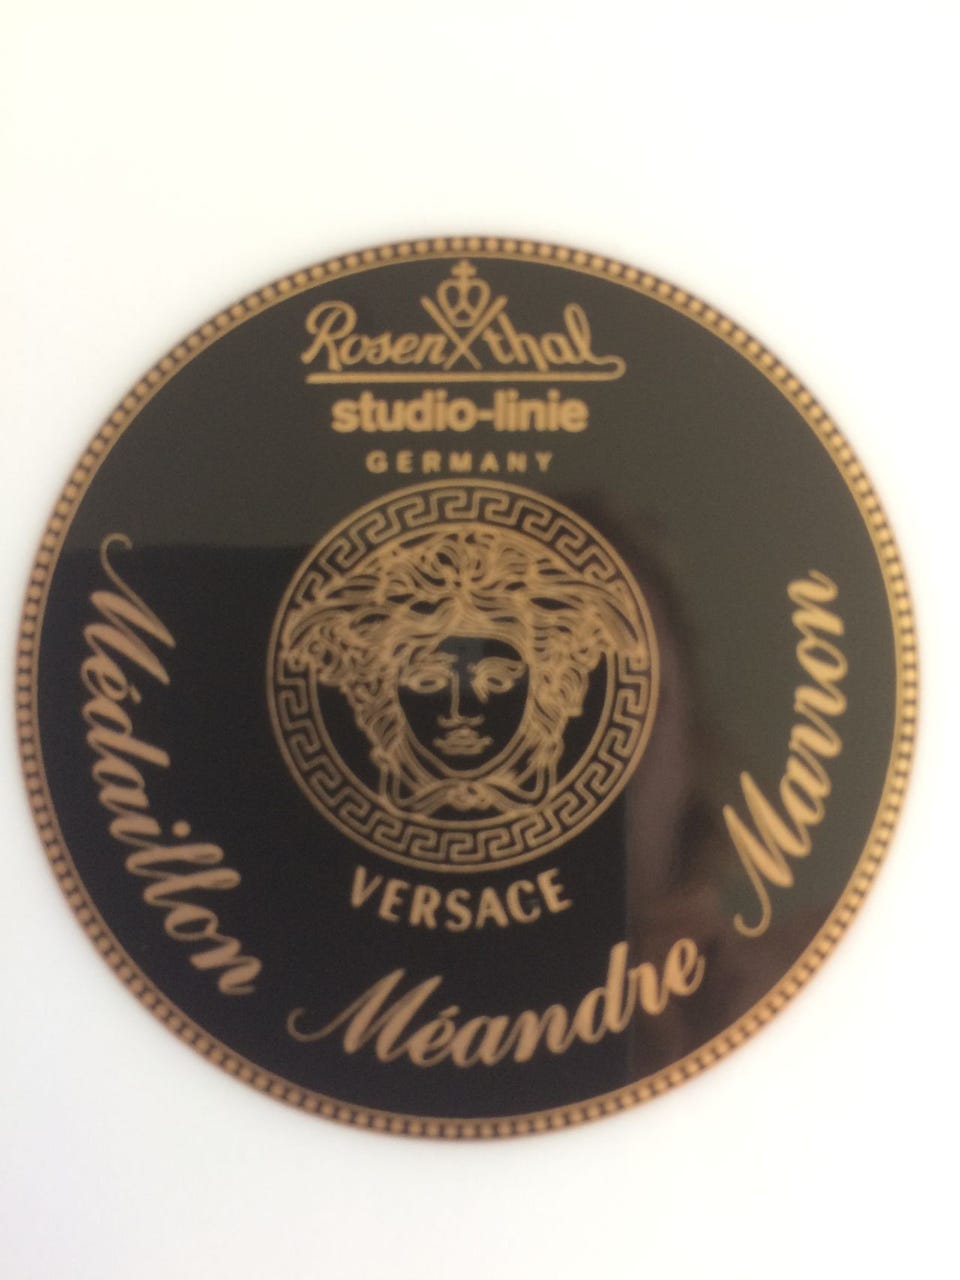 Rosenthal
studio-linie
GERMANY
VERSACE
Médaillon Méandre Marron